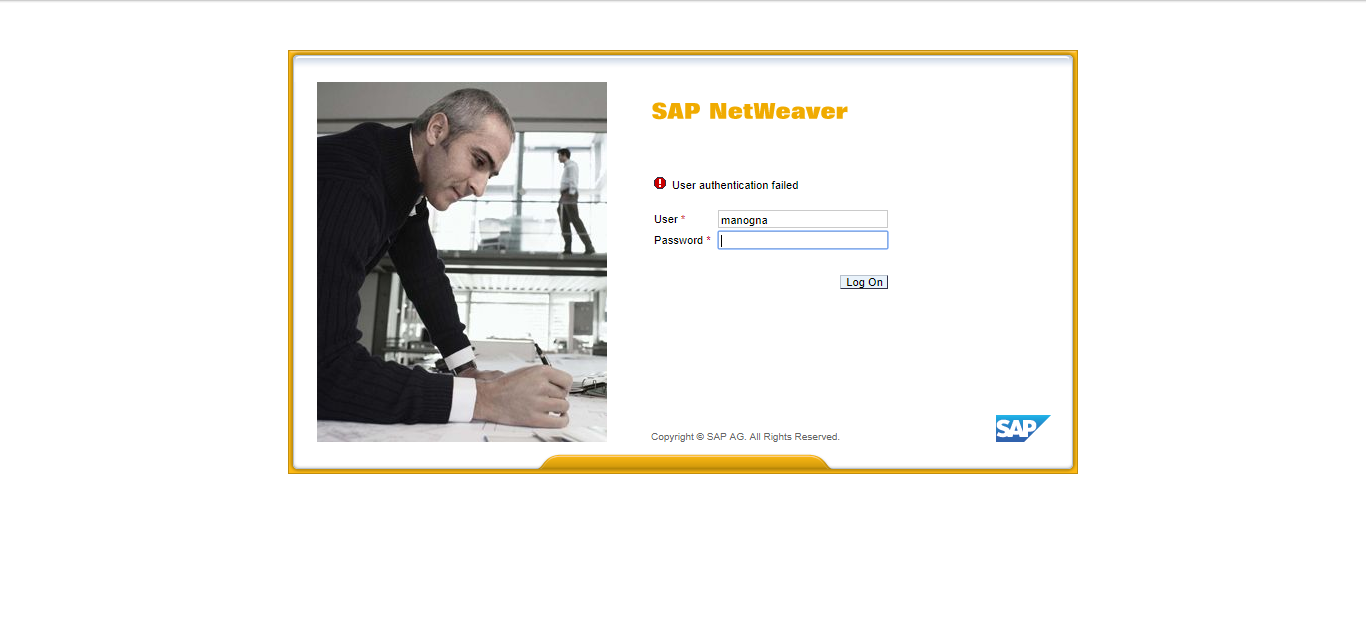 SAP NetWeaver
User authentication failed
User * manogna
Password *
Log On
Copyright © SAP AG. All Rights Reserved.
SAP